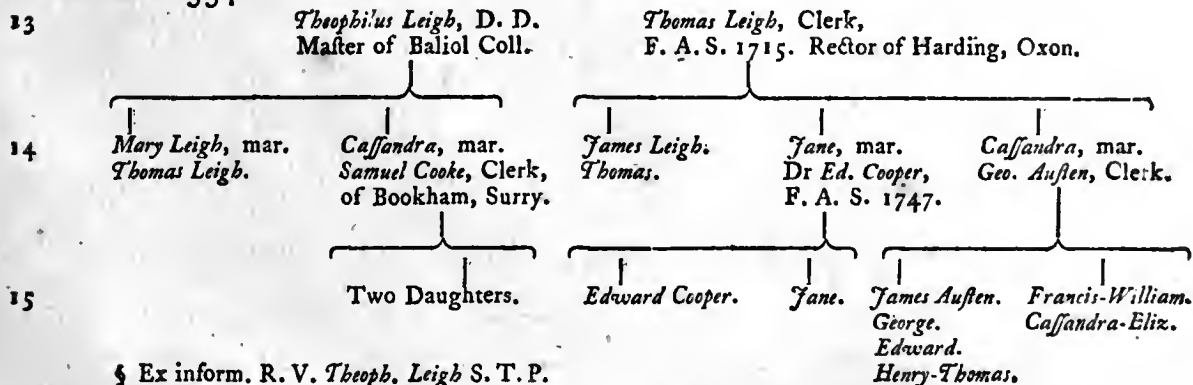 13 Theophilus Leigh, D. D. Thomas Leigh, Clerk,
Maſter of Baliol Coll. F. A. S. 1715. Rector of Harding, Oxon.
14 Mary Leigh, mar. Caſſandra, mar. James Leigh. Jane, mar. Caſſandra, mar.
Thomas Leigh. Samuel Cooke, Clerk, Thomas. Dr Ed. Cooper, Geo. Auſten, Clerk.
of Bookham, Surry. F. A. S. 1747.
15 Two Daughters. Edward Cooper. Jane. James Auſten. Francis-William.
George. Caſſandra-Eliz.
Edward.
§ Ex inform. R. V. Theoph. Leigh S. T. P. Henry-Thomas.